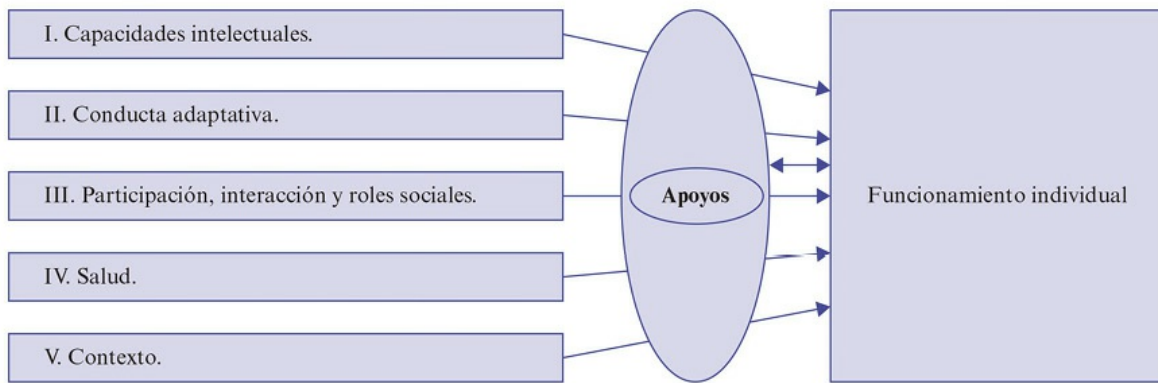 I. Capacidades intelectuales.
II. Conducta adaptativa.
III. Participación, interacción y roles sociales.
IV. Salud.
V. Contexto.
Apoyos
Funcionamiento individual